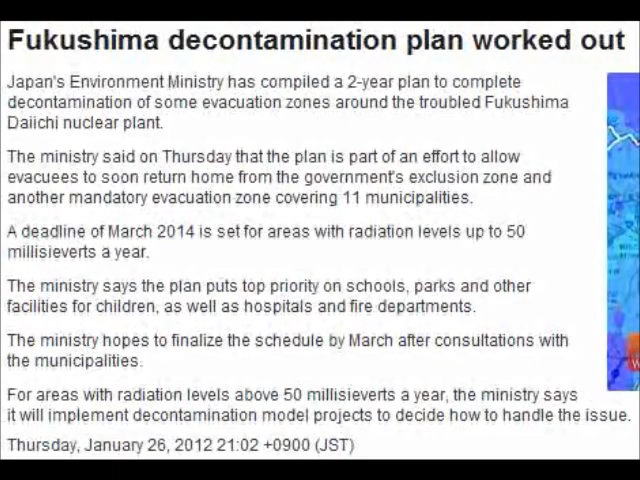 Fukushima decontamination plan worked out
Japan's Environment Ministry has compiled a 2-year plan to complete
decontamination of some evacuation zones around the troubled Fukushima
Daiichi nuclear plant.
The ministry said on Thursday that the plan is part of an effort to allow
evacuees to soon return home from the government's exclusion zone and
another mandatory evacuation zone covering 11 municipalities.
A deadline of March 2014 is set for areas with radiation levels up to 50
millisieverts a year.
The ministry says the plan puts top priority on schools, parks and other
facilities for children, as well as hospitals and fire departments.
The ministry hopes to finalize the schedule by March after consultations with
the municipalities.
For areas with radiation levels above 50 millisieverts a year, the ministry says
it will implement decontamination model projects to decide how to handle the issue.
Thursday, January 26, 2012 21:02 +0900 (JST)